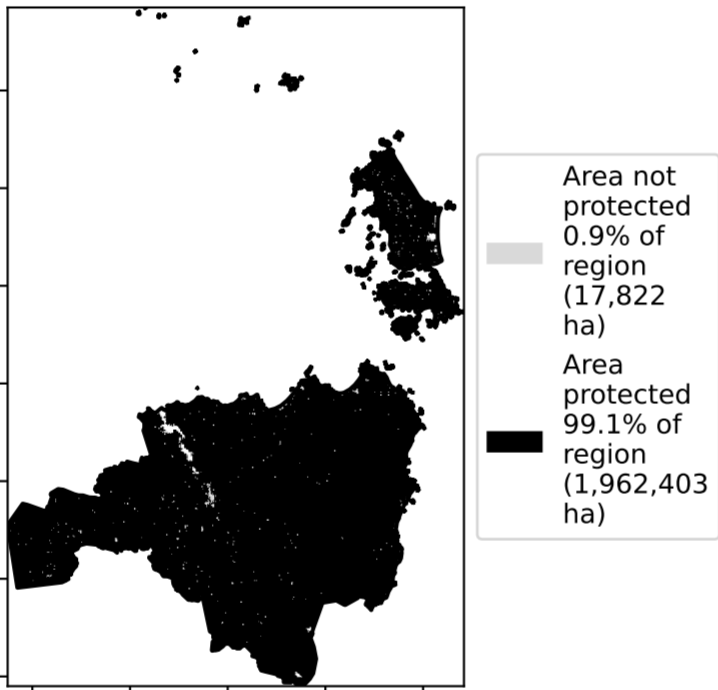 Area not
protected
0.9% of
region
(17,822
ha)
Area
protected
99.1% of
region
(1,962,403
ha)